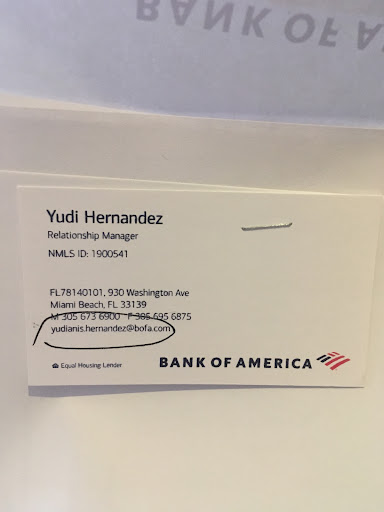 BANK OF A
Yudi Hernandez
Relationship Manager
NMLS ID: 1900541
FL78140101, 930 Washington Ave
Miami Beach, FL 33139
M 305 673 6900 F 305 695 6875
yudianis.hernandez@bofa.com
Equal Housing Lender
BANK OF AMERICA